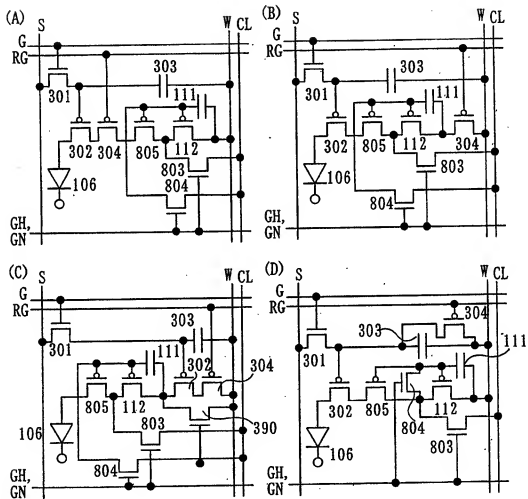 (A)
S
W
CL
G
RG
301
303
111
302
304
805
112
803
804
106
GH,
GN
(B)
S
W
CL
G
RG
301
303
111
302
805
112
304
803
804
106
GH,
GN
(C)
S
W
CL
G
RG
303
301
111
302
304
805
112
390
106
803
804
GH,
GN
(D)
S
W
CL
G
RG
304
303
111
301
302
805
804
112
106
803
GH,
GN